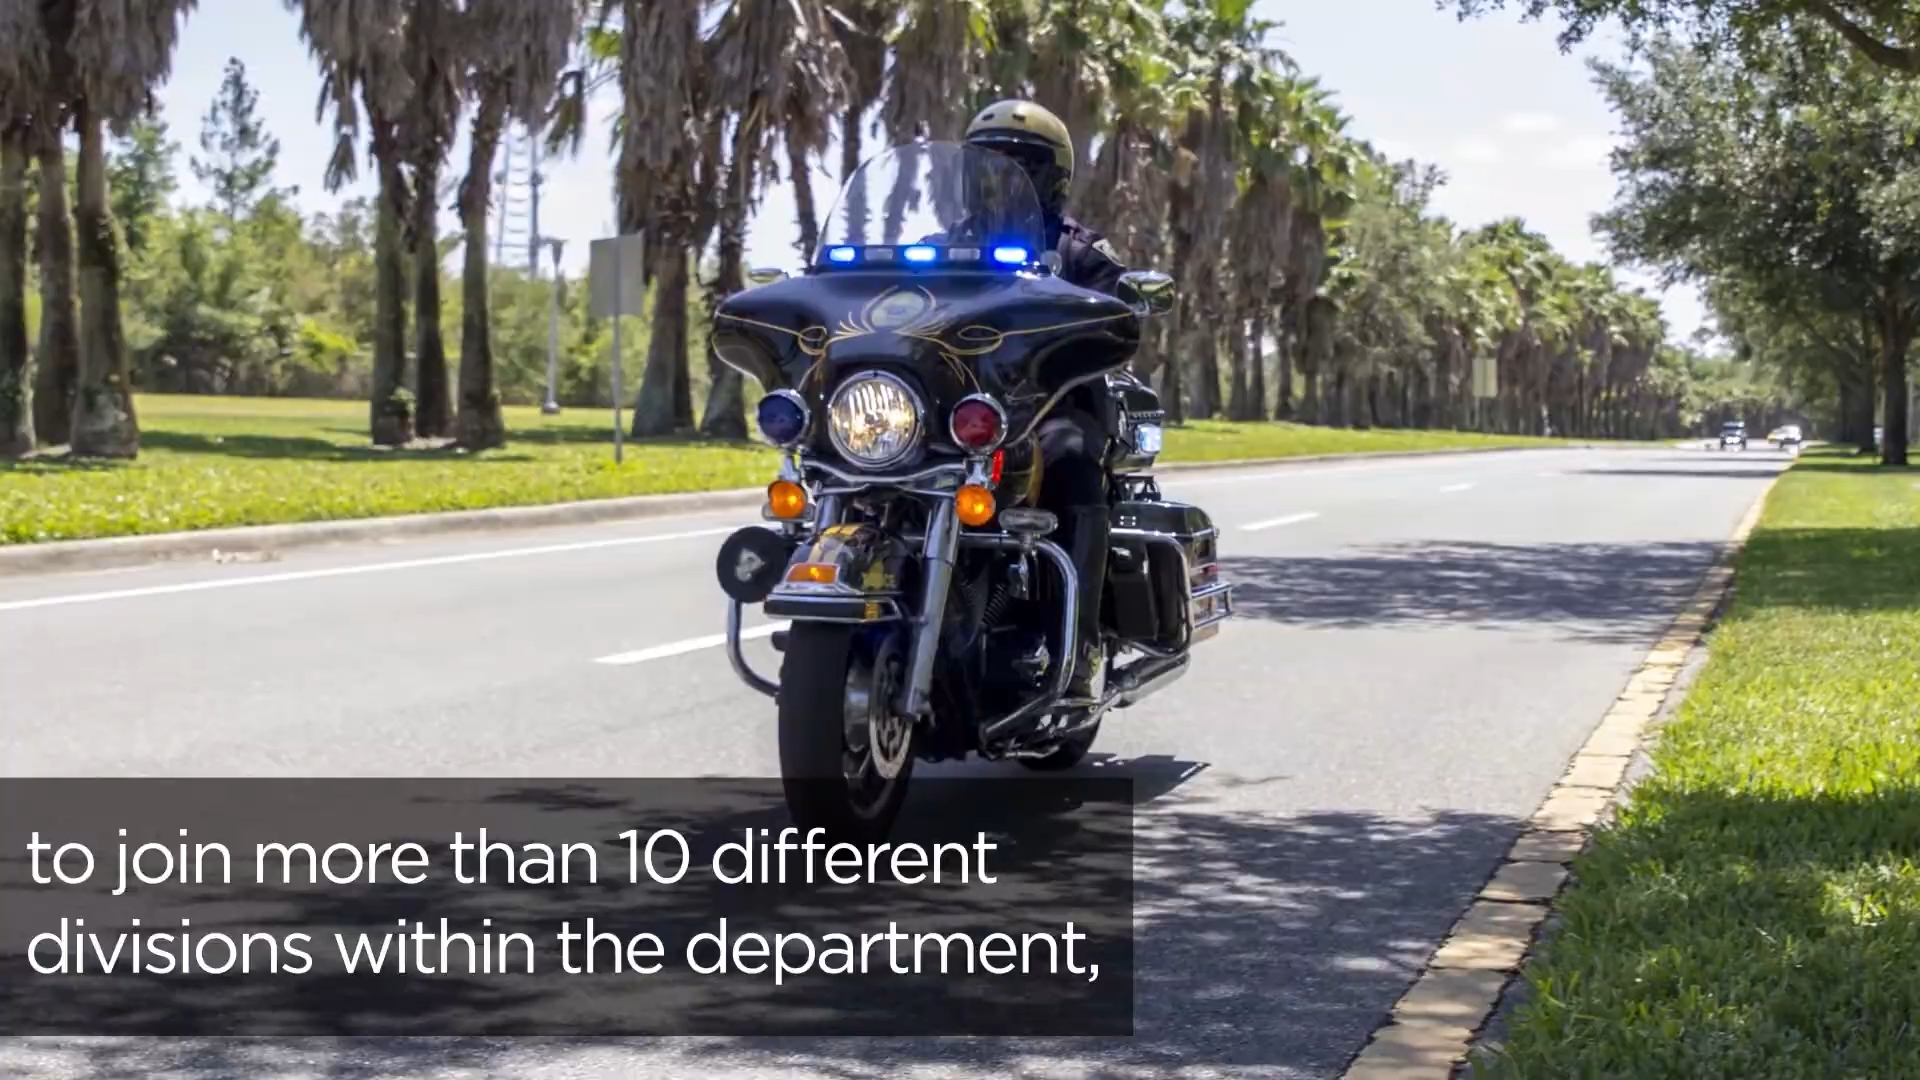 to join more than 10 different
divisions within the department,